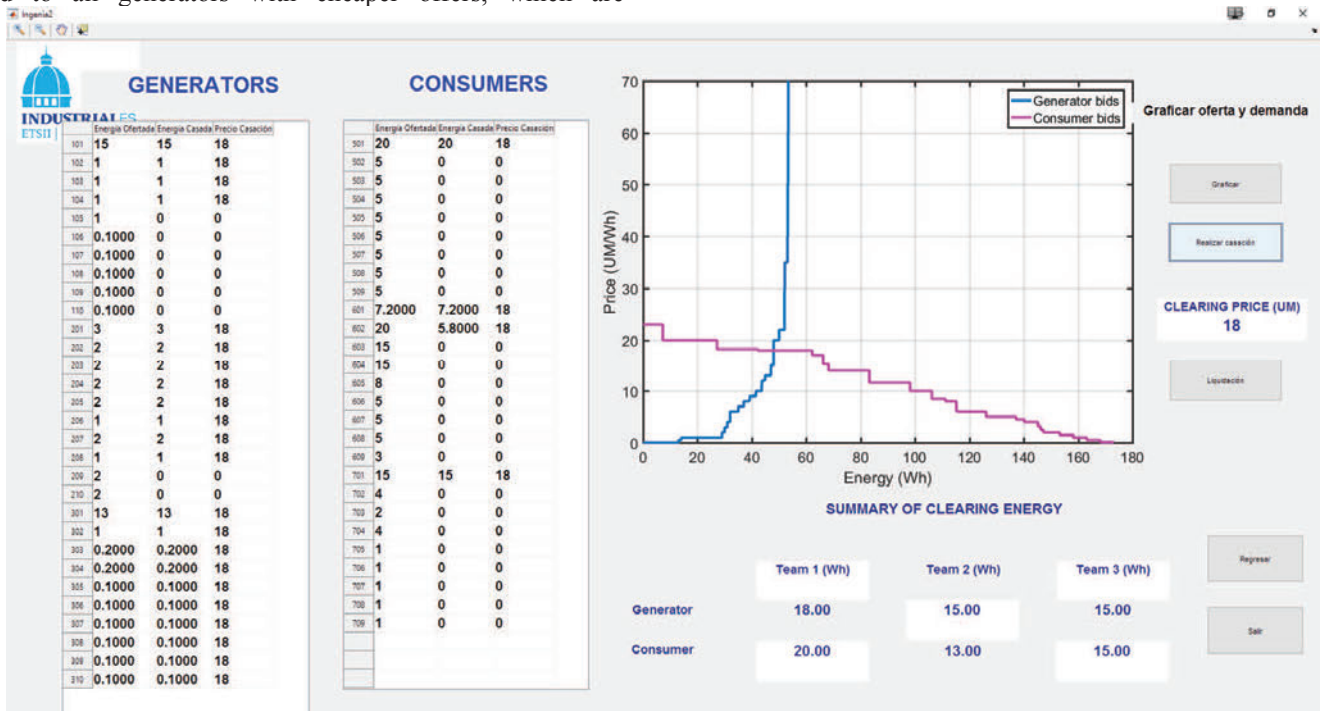 to all generators with cheaper offers, which are
Ingenia2
GENERATORS
INDUSTRIALES
ETSII
Energía Ofertada Energía Casada Precio Casación
101 15 15 18
102 1 1 18
103 1 1 18
104 1 1 18
105 1 0 0
106 0.1000 0 0
107 0.1000 0 0
108 0.1000 0 0
109 0.1000 0 0
110 0.1000 0 0
201 3 3 18
202 2 2 18
203 2 2 18
204 2 2 18
205 2 2 18
206 1 1 18
207 2 2 18
208 1 1 18
209 2 0 0
210 2 0 0
301 13 13 18
302 1 1 18
303 0.2000 0.2000 18
304 0.2000 0.2000 18
305 0.1000 0.1000 18
306 0.1000 0.1000 18
307 0.1000 0.1000 18
308 0.1000 0.1000 18
309 0.1000 0.1000 18
310 0.1000 0.1000 18
CONSUMERS
Energía Ofertada Energía Casada Precio Casación
501 20 20 18
502 5 0 0
503 5 0 0
504 5 0 0
505 5 0 0
506 5 0 0
507 5 0 0
508 5 0 0
509 5 0 0
601 7.2000 7.2000 18
602 20 5.8000 18
603 15 0 0
604 15 0 0
605 8 0 0
606 5 0 0
607 5 0 0
608 5 0 0
609 3 0 0
701 15 15 18
702 4 0 0
703 2 0 0
704 4 0 0
705 1 0 0
706 1 0 0
707 1 0 0
708 1 0 0
709 1 0 0
Price (UM/Wh)
70
60
50
40
30
20
10
0
0 20 40 60 80 100 120 140 160 180
Energy (Wh)
Generator bids
Consumer bids
Graficar oferta y demanda
Graficar
Realizar casación
CLEARING PRICE (UM)
18
Liquidación
SUMMARY OF CLEARING ENERGY
Team 1 (Wh) Team 2 (Wh) Team 3 (Wh)
Generator 18.00 15.00 15.00
Consumer 20.00 13.00 15.00
Regresar
Salir